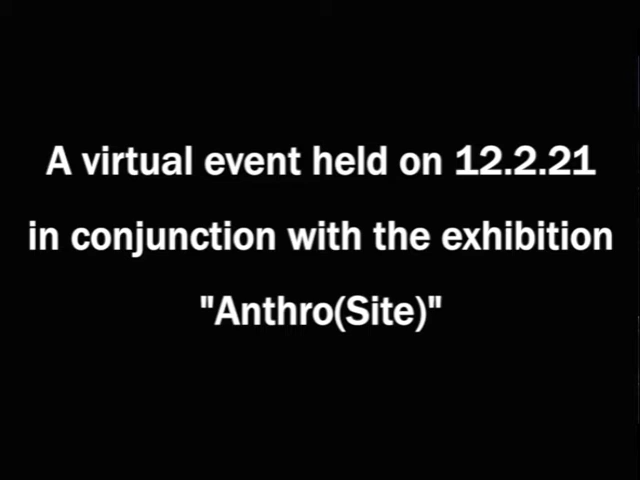 A virtual event held on 12.2.21
in conjunction with the exhibition
"Anthro(Site)"